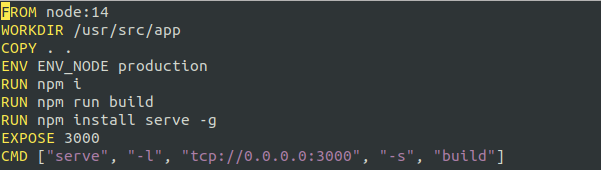 FROM node:14
WORKDIR /usr/src/app
COPY . .
ENV ENV_NODE production
RUN npm i
RUN npm run build
RUN npm install serve -g
EXPOSE 3000
CMD ["serve", "-l", "tcp://0.0.0.0:3000", "-s", "build"]